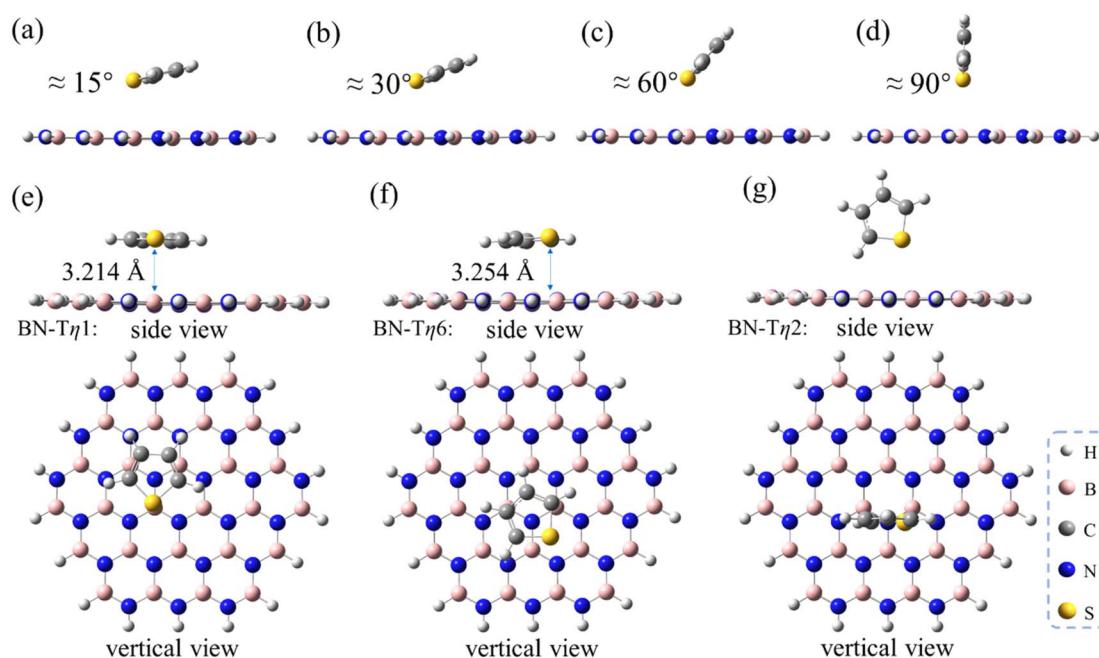 (a)
≈ 15°
(b)
≈ 30°
(c)
≈ 60°
(d)
≈ 90°
(e)
3.214 Å
BN-Tη1: side view
vertical view
(f)
3.254 Å
BN-Tη6: side view
vertical view
(g)
BN-Tη2: side view
vertical view
H
B
C
N
S